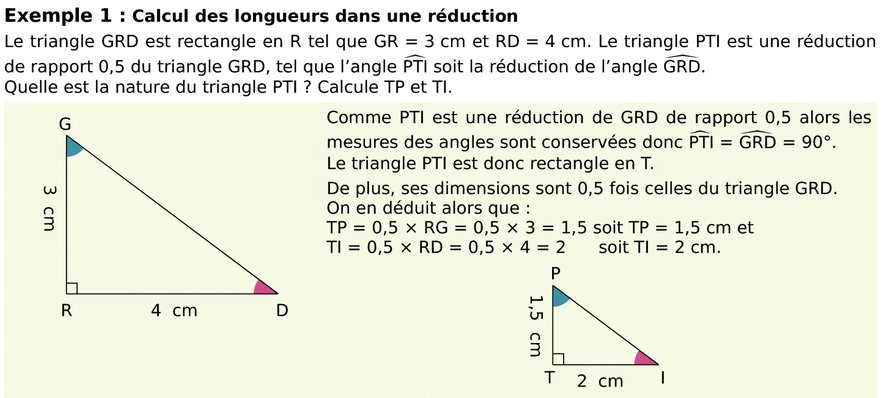 Exemple 1 : Calcul des longueurs dans une réduction
Le triangle GRD est rectangle en R tel que GR = 3 cm et RD = 4 cm. Le triangle PTI est une réduction
de rapport 0,5 du triangle GRD, tel que l’angle PTI soit la réduction de l’angle GRD.
Quelle est la nature du triangle PTI ? Calcule TP et TI.
Comme PTI est une réduction de GRD de rapport 0,5 alors les
mesures des angles sont conservées donc PTI = GRD = 90°.
Le triangle PTI est donc rectangle en T.
De plus, ses dimensions sont 0,5 fois celles du triangle GRD.
On en déduit alors que :
TP = 0,5 × RG = 0,5 × 3 = 1,5 soit TP = 1,5 cm et
TI = 0,5 × RD = 0,5 × 4 = 2 soit TI = 2 cm.
G
3 cm
R
4 cm
D
P
1,5 cm
T
2 cm
I